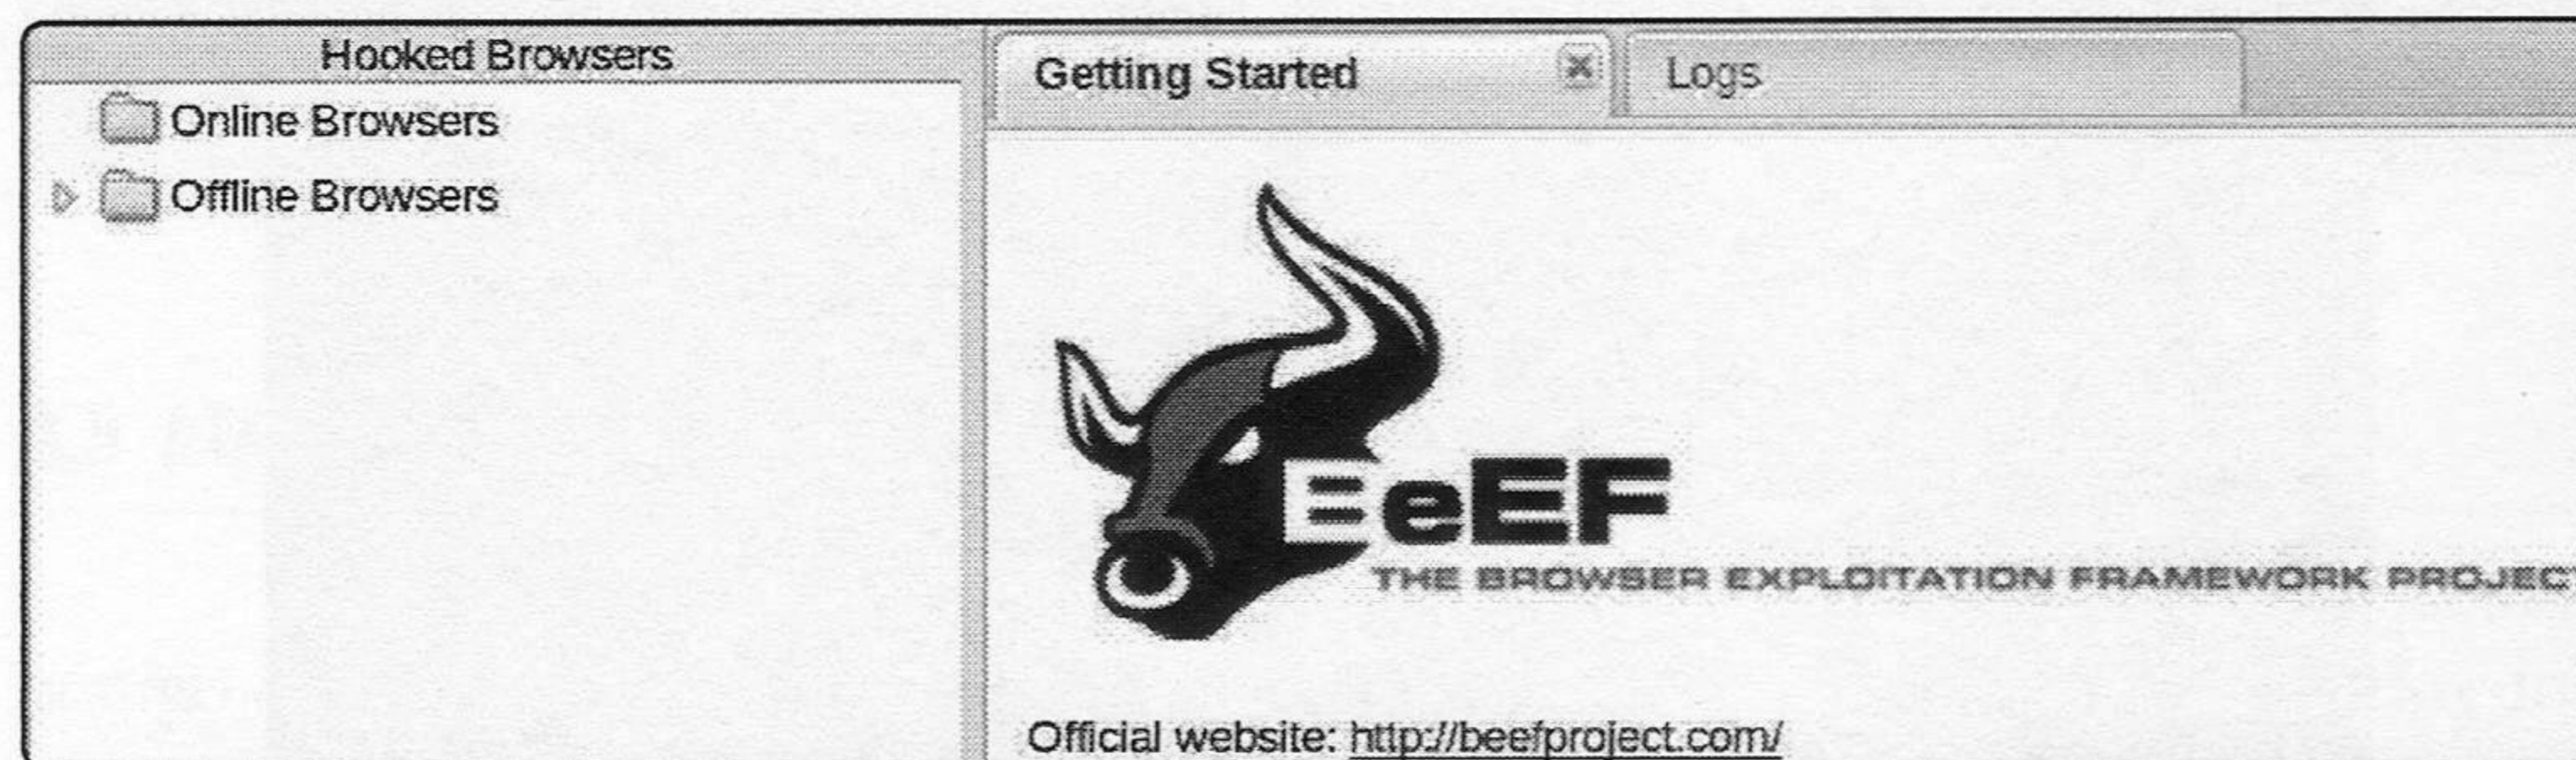 Hooked Browsers
Online Browsers
Offline Browsers
Getting Started
Logs
BeEF
THE BROWSER EXPLOITATION FRAMEWORK PROJECT
Official website: http://beefproject.com/